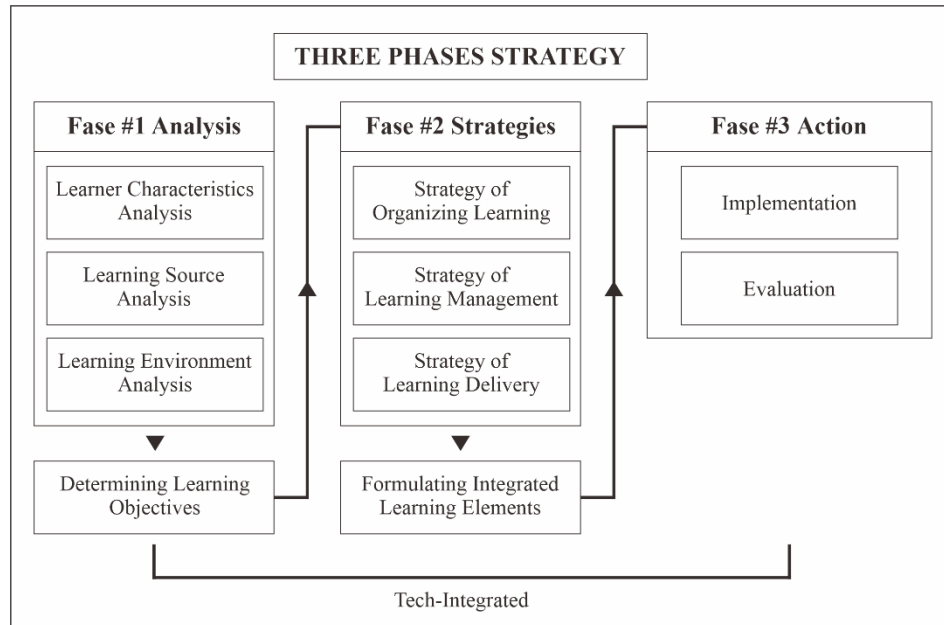 THREE PHASES STRATEGY
Fase #1 Analysis
Learner Characteristics
Analysis
Learning Source
Analysis
Learning Environment
Analysis
Determining Learning
Objectives
Fase #2 Strategies
Strategy of
Organizing Learning
Strategy of
Learning Management
Strategy of
Learning Delivery
Formulating Integrated
Learning Elements
Fase #3 Action
Implementation
Evaluation
Tech-Integrated